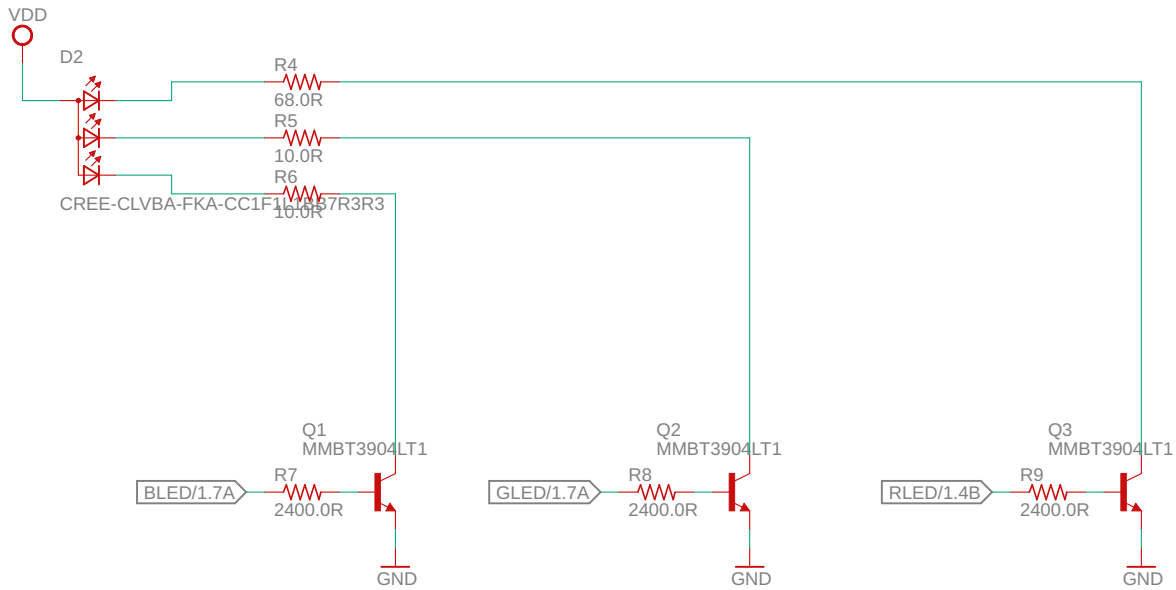 VDD
D2
R4
68.0R
R5
10.0R
R6
10.0R
CREE-CLVBA-FKA-CC1F1L1BB7R3R3
Q1
MMBT3904LT1
Q2
MMBT3904LT1
Q3
MMBT3904LT1
BLED/1.7A
R7
2400.0R
GLED/1.7A
R8
2400.0R
RLED/1.4B
R9
2400.0R
GND
GND
GND